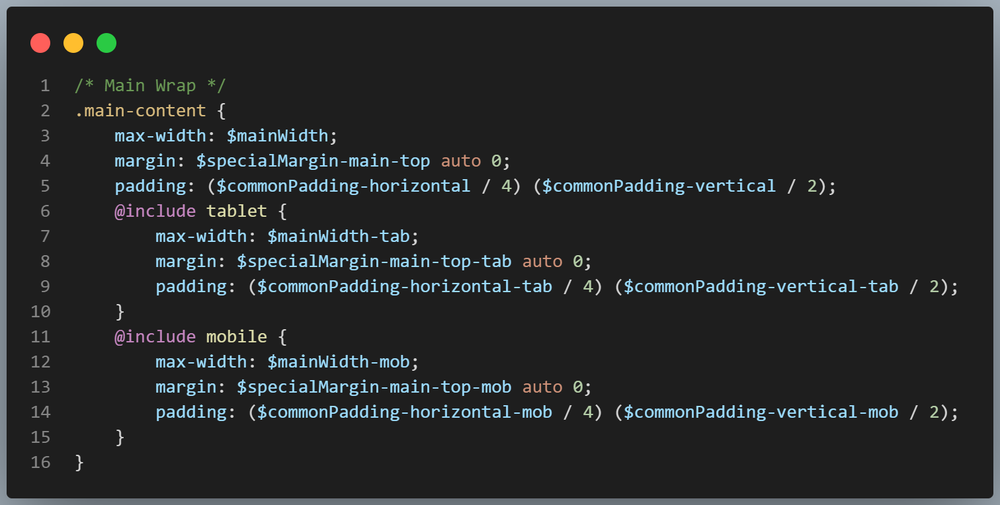 1 /* Main Wrap */
2 .main-content {
3     max-width: $mainWidth;
4     margin: $specialMargin-main-top auto 0;
5     padding: ($commonPadding-horizontal / 4) ($commonPadding-vertical / 2);
6     @include tablet {
7         max-width: $mainWidth-tab;
8         margin: $specialMargin-main-top-tab auto 0;
9         padding: ($commonPadding-horizontal-tab / 4) ($commonPadding-vertical-tab / 2);
10     }
11     @include mobile {
12         max-width: $mainWidth-mob;
13         margin: $specialMargin-main-top-mob auto 0;
14         padding: ($commonPadding-horizontal-mob / 4) ($commonPadding-vertical-mob / 2);
15     }
16 }